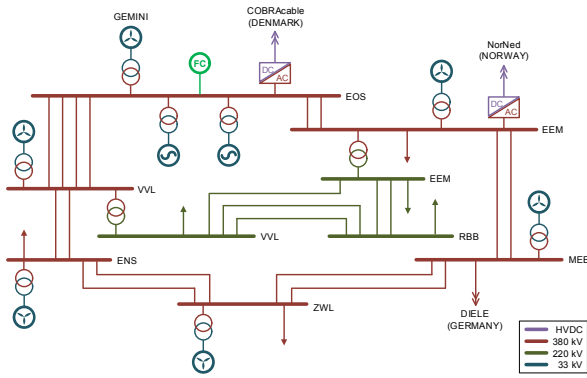 COBRAcable
(DENMARK)
GEMINI
NorNed
(NORWAY)
FC
DC
AC
EOS
DC
AC
EEM
EEM
VVL
VVL
RBB
ENS
MEE
ZWL
DIELE
(GERMANY)
HVDC
380 kV
220 kV
33 kV